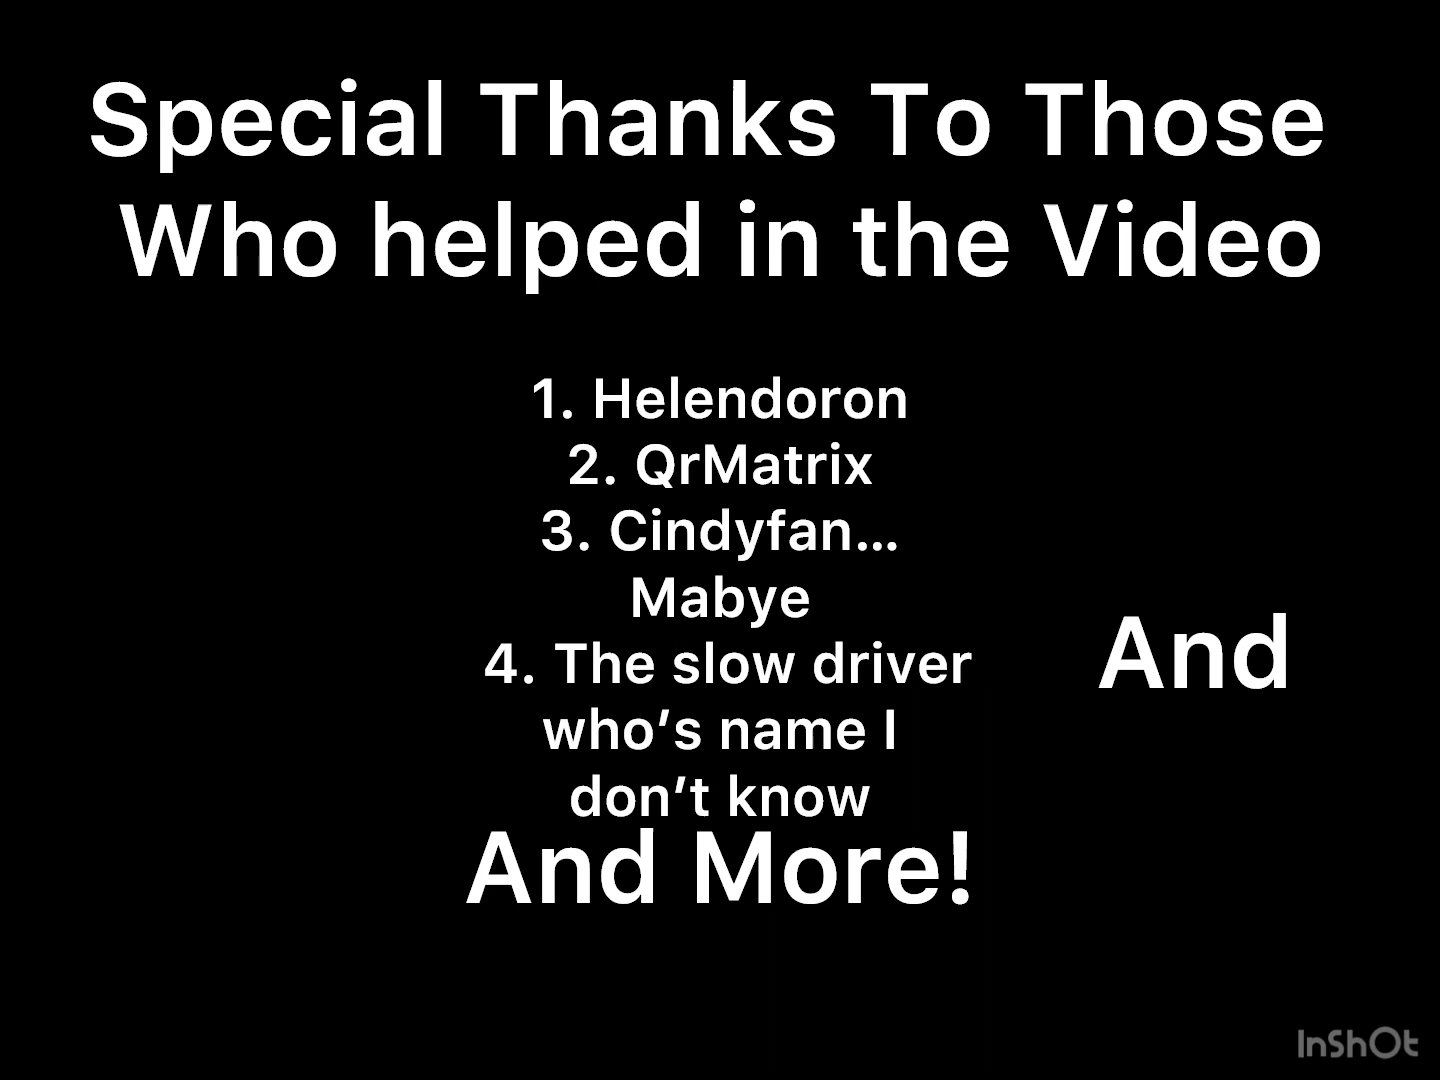 Special Thanks To Those
Who helped in the Video
1. Helendoron
2. QrMatrix
3. Cindyfan...
Mabye
4. The slow driver
who’s name I
don’t know
And
And More!
InShOt